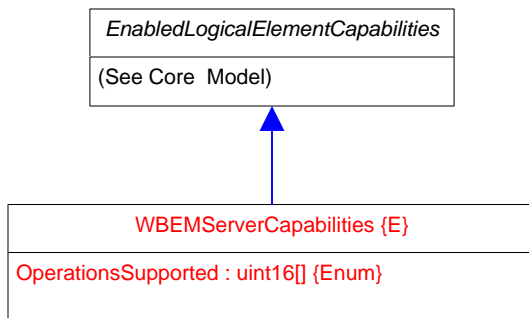 EnabledLogicalElementCapabilities
(See Core  Model)
WBEMServerCapabilities {E}
OperationsSupported : uint16[] {Enum}